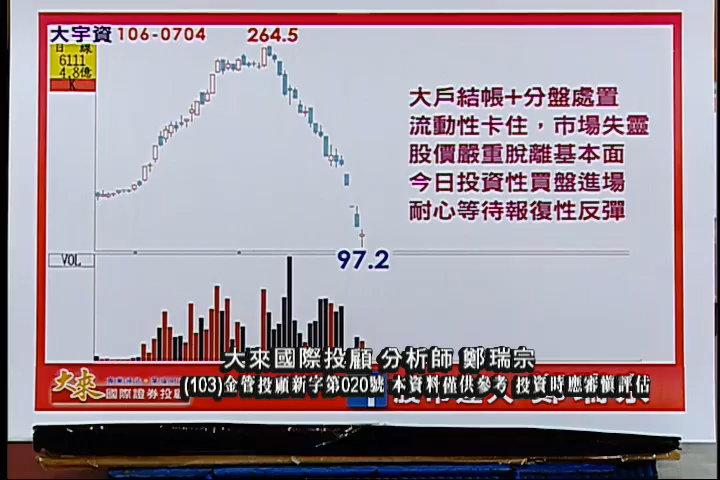 大宇資 106-0704
264.5
日 線
6111
4.8億
K
大戶結帳+分盤處置
流動性卡住，市場失靈
股價嚴重脫離基本面
今日投資性買盤進場
耐心等待報復性反彈
97.2
VOL
大來國際投顧 分析師 鄭瑞宗
大來
國際證券投顧
(103)金管投顧新字第020號 本資料僅供參考 投資時應審慎評估